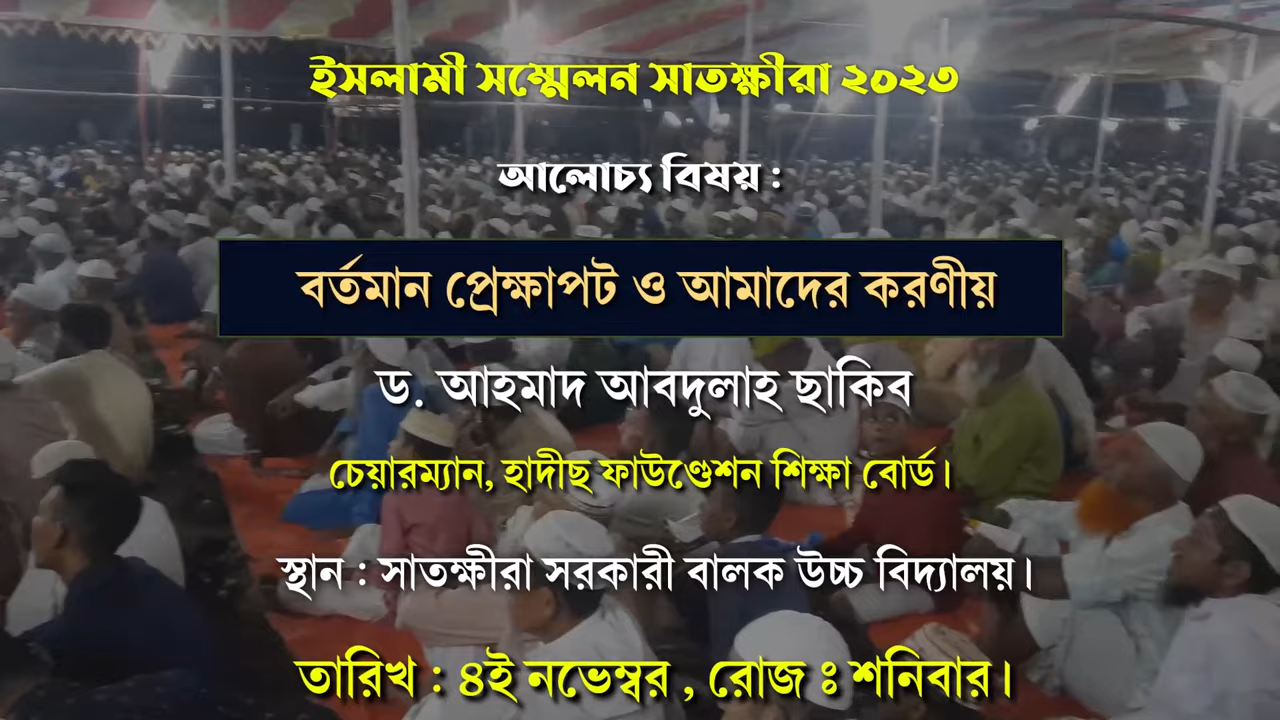 ইসলামী সম্মেলন সাতক্ষীরা ২০২৩
আলোচ্য বিষয় :
বর্তমান প্রেক্ষাপট ও আমাদের করণীয়
ড. আহমাদ আবদুলাহ ছাকিব
চেয়ারম্যান, হাদীছ ফাউণ্ডেশন শিক্ষা বোর্ড।
স্থান : সাতক্ষীরা সরকারী বালক উচ্চ বিদ্যালয়।
তারিখ : ৪ই নভেম্বর , রোজ ঃ শনিবার।